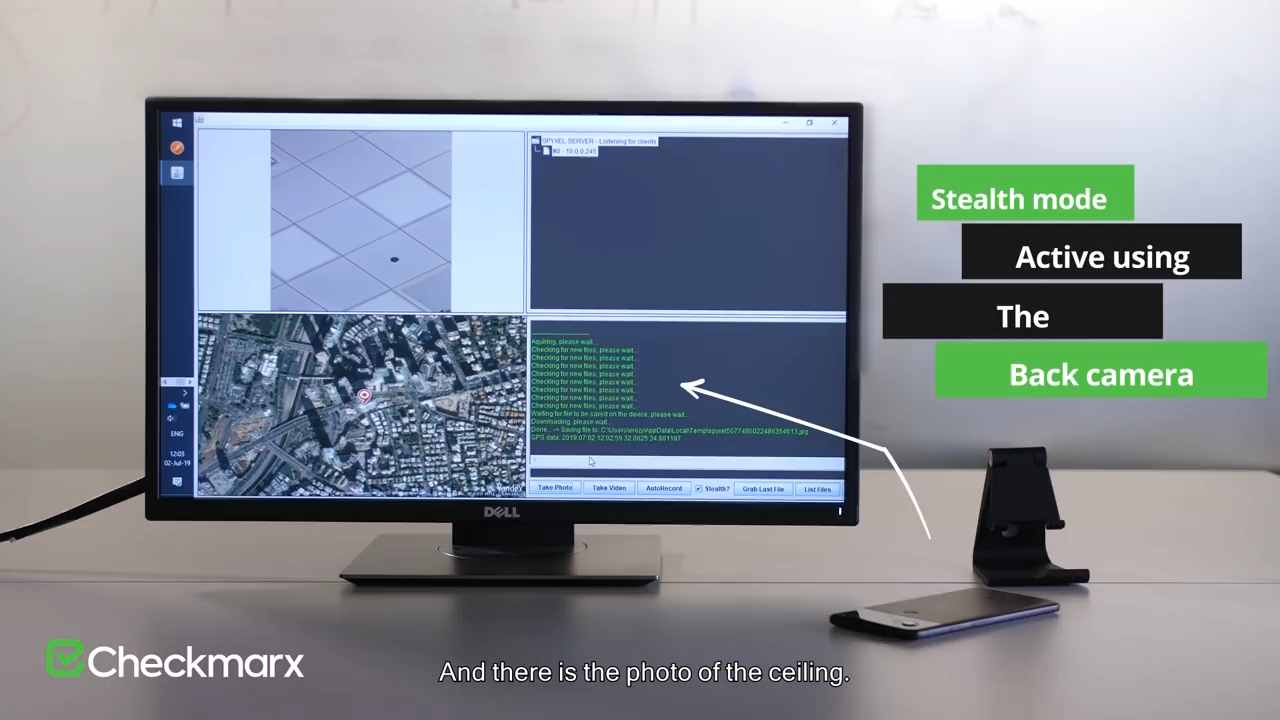 SPYXEL SERVER - Listening for clients
#0 - 10.0.0.245
Stealth mode
Active using
The
Back camera
Aquiring, please wait...
Checking for new files, please wait...
Checking for new files, please wait...
Checking for new files, please wait...
Checking for new files, please wait...
Checking for new files, please wait...
Checking for new files, please wait...
Checking for new files, please wait...
Checking for new files, please wait...
Waiting for file to be saved on the device, please wait...
Downloading, please wait...
GPS data: 2019:07:02 12:02:59 32.0825 34.801197
ENG
12:03
02-Jul-19
Yandex
Take Photo
Take Video
AutoRecord
Stealth?
Grab Last File
List Files
DELL
Checkmarx
And there is the photo of the ceiling.